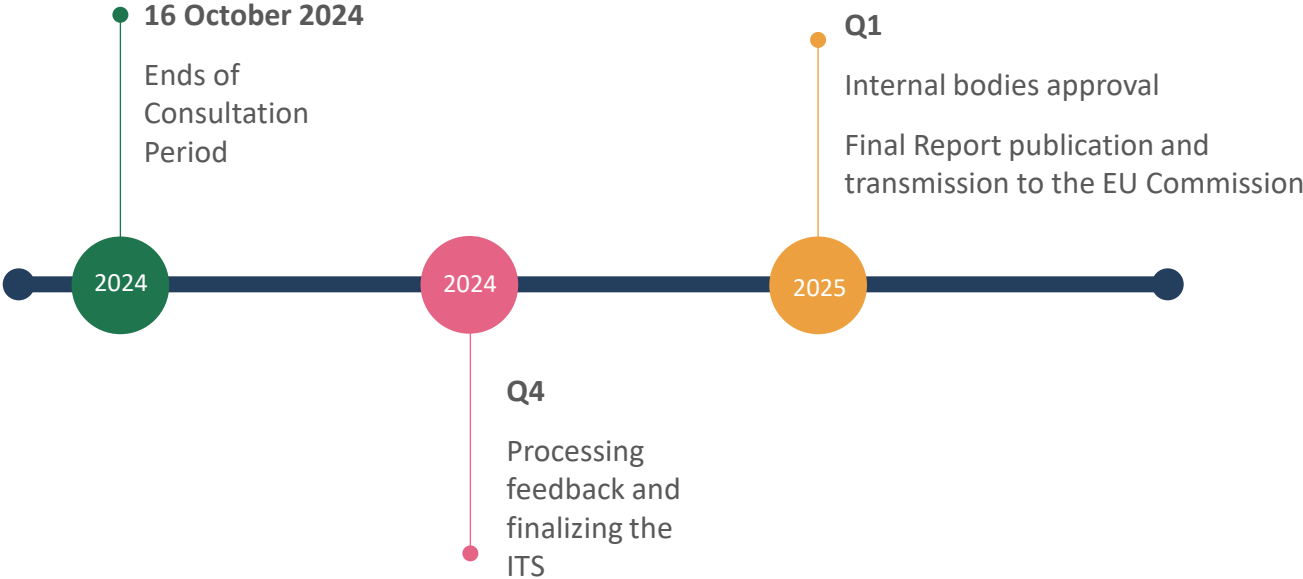 16 October 2024
Ends of
Consultation
Period
Q1
Internal bodies approval
Final Report publication and
transmission to the EU Commission
2024
2024
2025
Q4
Processing
feedback and
finalizing the
ITS